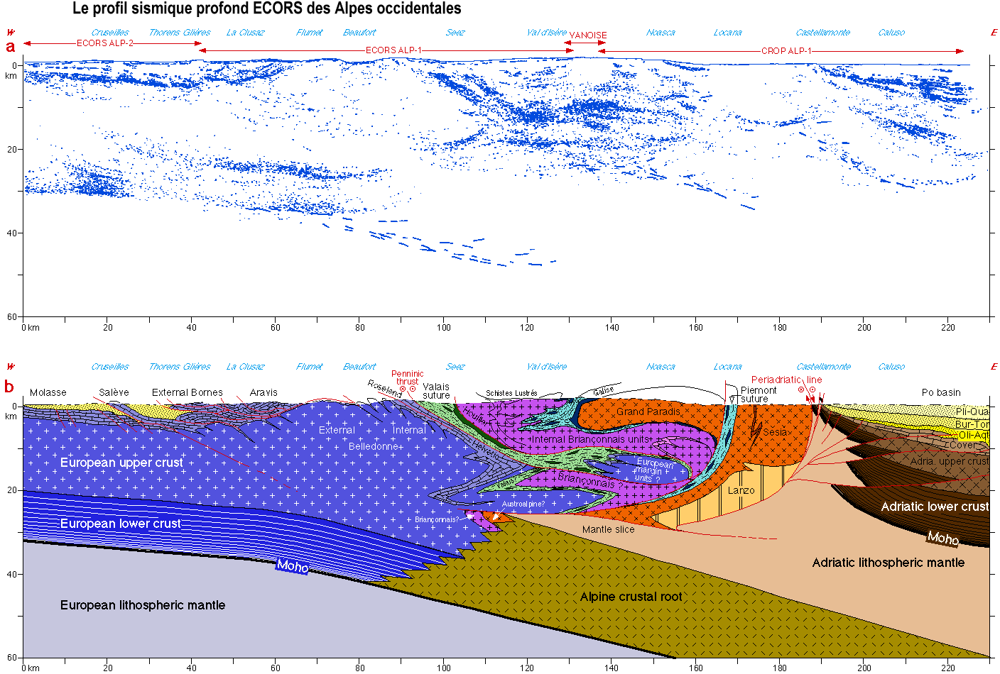 Le profil sismique profond ECORS des Alpes occidentales
W Cruseilles Thorens Glières La Clusaz Flumet Beaufort Seez Val d'Isére VANOISE Noasca Locana Castellamonte Caluso E
a ECORS ALP-2 ECORS ALP-1 CROP ALP-1
0
km
20
40
60
0 km 20 40 60 80 100 120 140 160 180 200 220
W Cruseilles Thorens Glières La Clusaz Flumet Beaufort Seez Val d'Isére Noasca Locana Castellamonte Caluso E
b
Penninic thrust
Periadriatic line
Molasse Salève External Bornes Aravis Roselend Valais suture Schistes Lustrés Galise Piemont suture Po basin
0
km
Pli-Qua
Grand Paradis
Houiller
Bur-Tor
External Internal
Sesia
Oli-Aqt
Internal Briançonnais units
Cover
Belledonne
European upper crust
European margin units ?
Adria. upper crust
Briançonnais ?
Valais
20
Lanzo
Austroalpine?
Adriatic lower crust
Briançonnais?
European lower crust
Mantle slice
Moho
Moho
Adriatic lithospheric mantle
40
Alpine crustal root
European lithospheric mantle
60
0 km 20 40 60 80 100 120 140 160 180 200 220